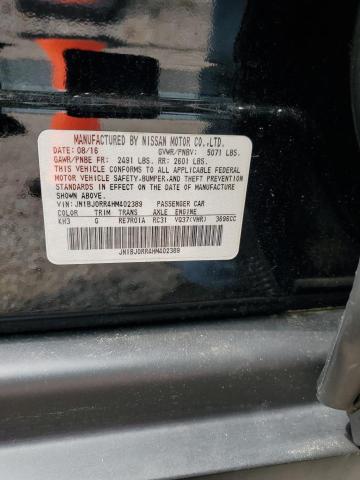 MANUFACTURED BY NISSAN MOTOR CO.,LTD.
DATE: 08/16 GVWR/PNBV: 5071 LBS.
GAWR/PNBE FR: 2491 LBS. RR: 2601 LBS.
THIS VEHICLE CONFORMS TO ALL APPLICABLE FEDERAL
MOTOR VEHICLE SAFETY,BUMPER,AND THEFT PREVENTION
STANDARDS IN EFFECT ON THE DATE OF MANUFACTURE
SHOWN ABOVE.
VIN: JN1BJ0RR4HM402389 PASSENGER CAR
COLOR TRIM TRANS AXLE ENGINE
KH3 G RE7R01A RC31 VQ37(VHR) 3696CC
JN1BJ0RR4HM402389